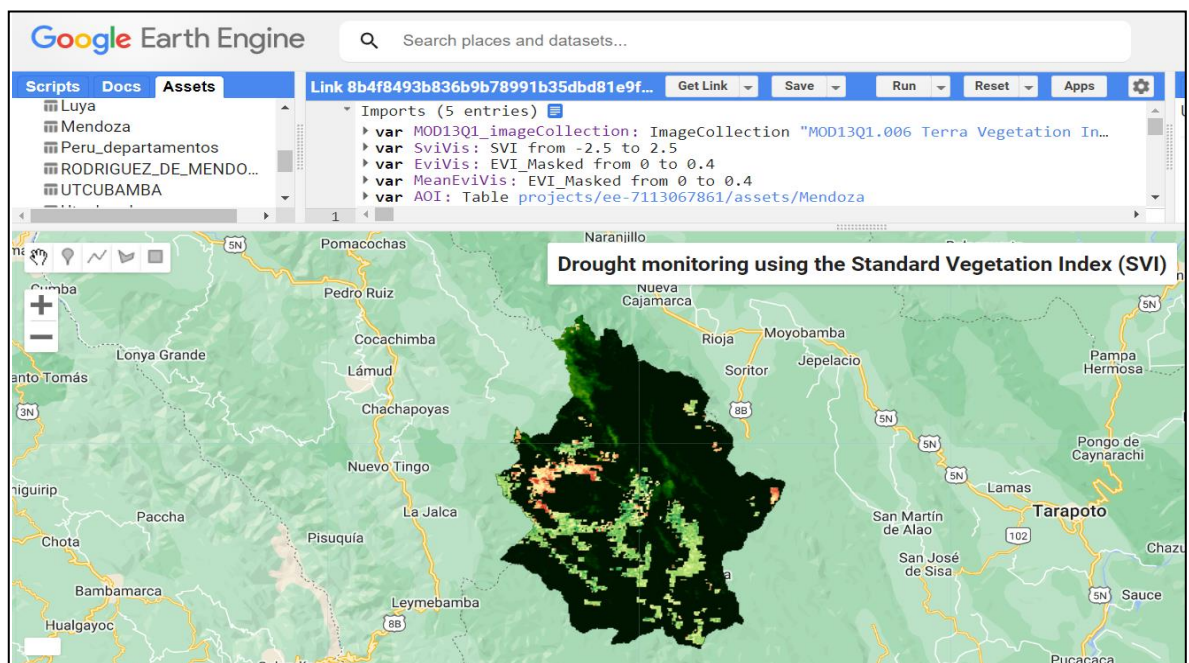 Google Earth Engine
Search places and datasets...
Scripts Docs Assets
Luya
Mendoza
Peru_departamentos
RODRIGUEZ_DE_MENDO...
UTCUBAMBA
Link 8b4f8493b836b9b78991b35dbd81e9f...
Get Link Save Run Reset Apps
Imports (5 entries)
var MOD13Q1_imageCollection: ImageCollection "MOD13Q1.006 Terra Vegetation In...
var SviVis: SVI from -2.5 to 2.5
var EviVis: EVI_Masked from 0 to 0.4
var MeanEviVis: EVI_Masked from 0 to 0.4
var AOI: Table projects/ee-7113067861/assets/Mendoza
1
Drought monitoring using the Standard Vegetation Index (SVI)
5N
Pomacochas
Naranjillo
Pedro Ruiz
Nueva
Cajamarca
5N
Cocachimba
Rioja
Moyobamba
Lonya Grande
Lámud
Soritor
Jepelacio
Pampa
Hermosa
anto Tomás
3N
Chachapoyas
8B
5N
5N
Pongo de
Caynarachi
Nuevo Tingo
5N
Lamas
niguirip
Paccha
La Jalca
San Martín
de Alao
Tarapoto
Chota
Pisuquía
102
San José
de Sisa
Chazu
Bambamarca
Leymebamba
5N
Sauce
Hualgayoc
8B
Pucacaca